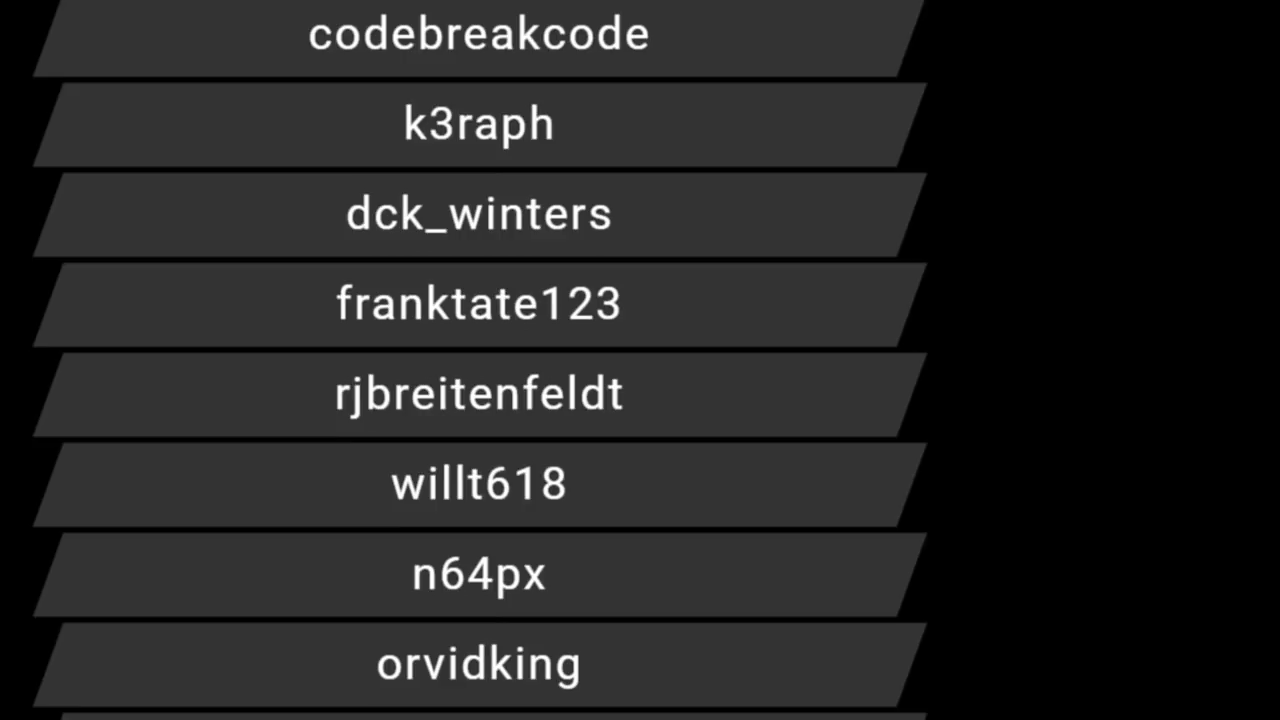 codebreakcode
k3raph
dck_winters
franktate123
rjbreitenfeldt
willt618
n64px
orvidking